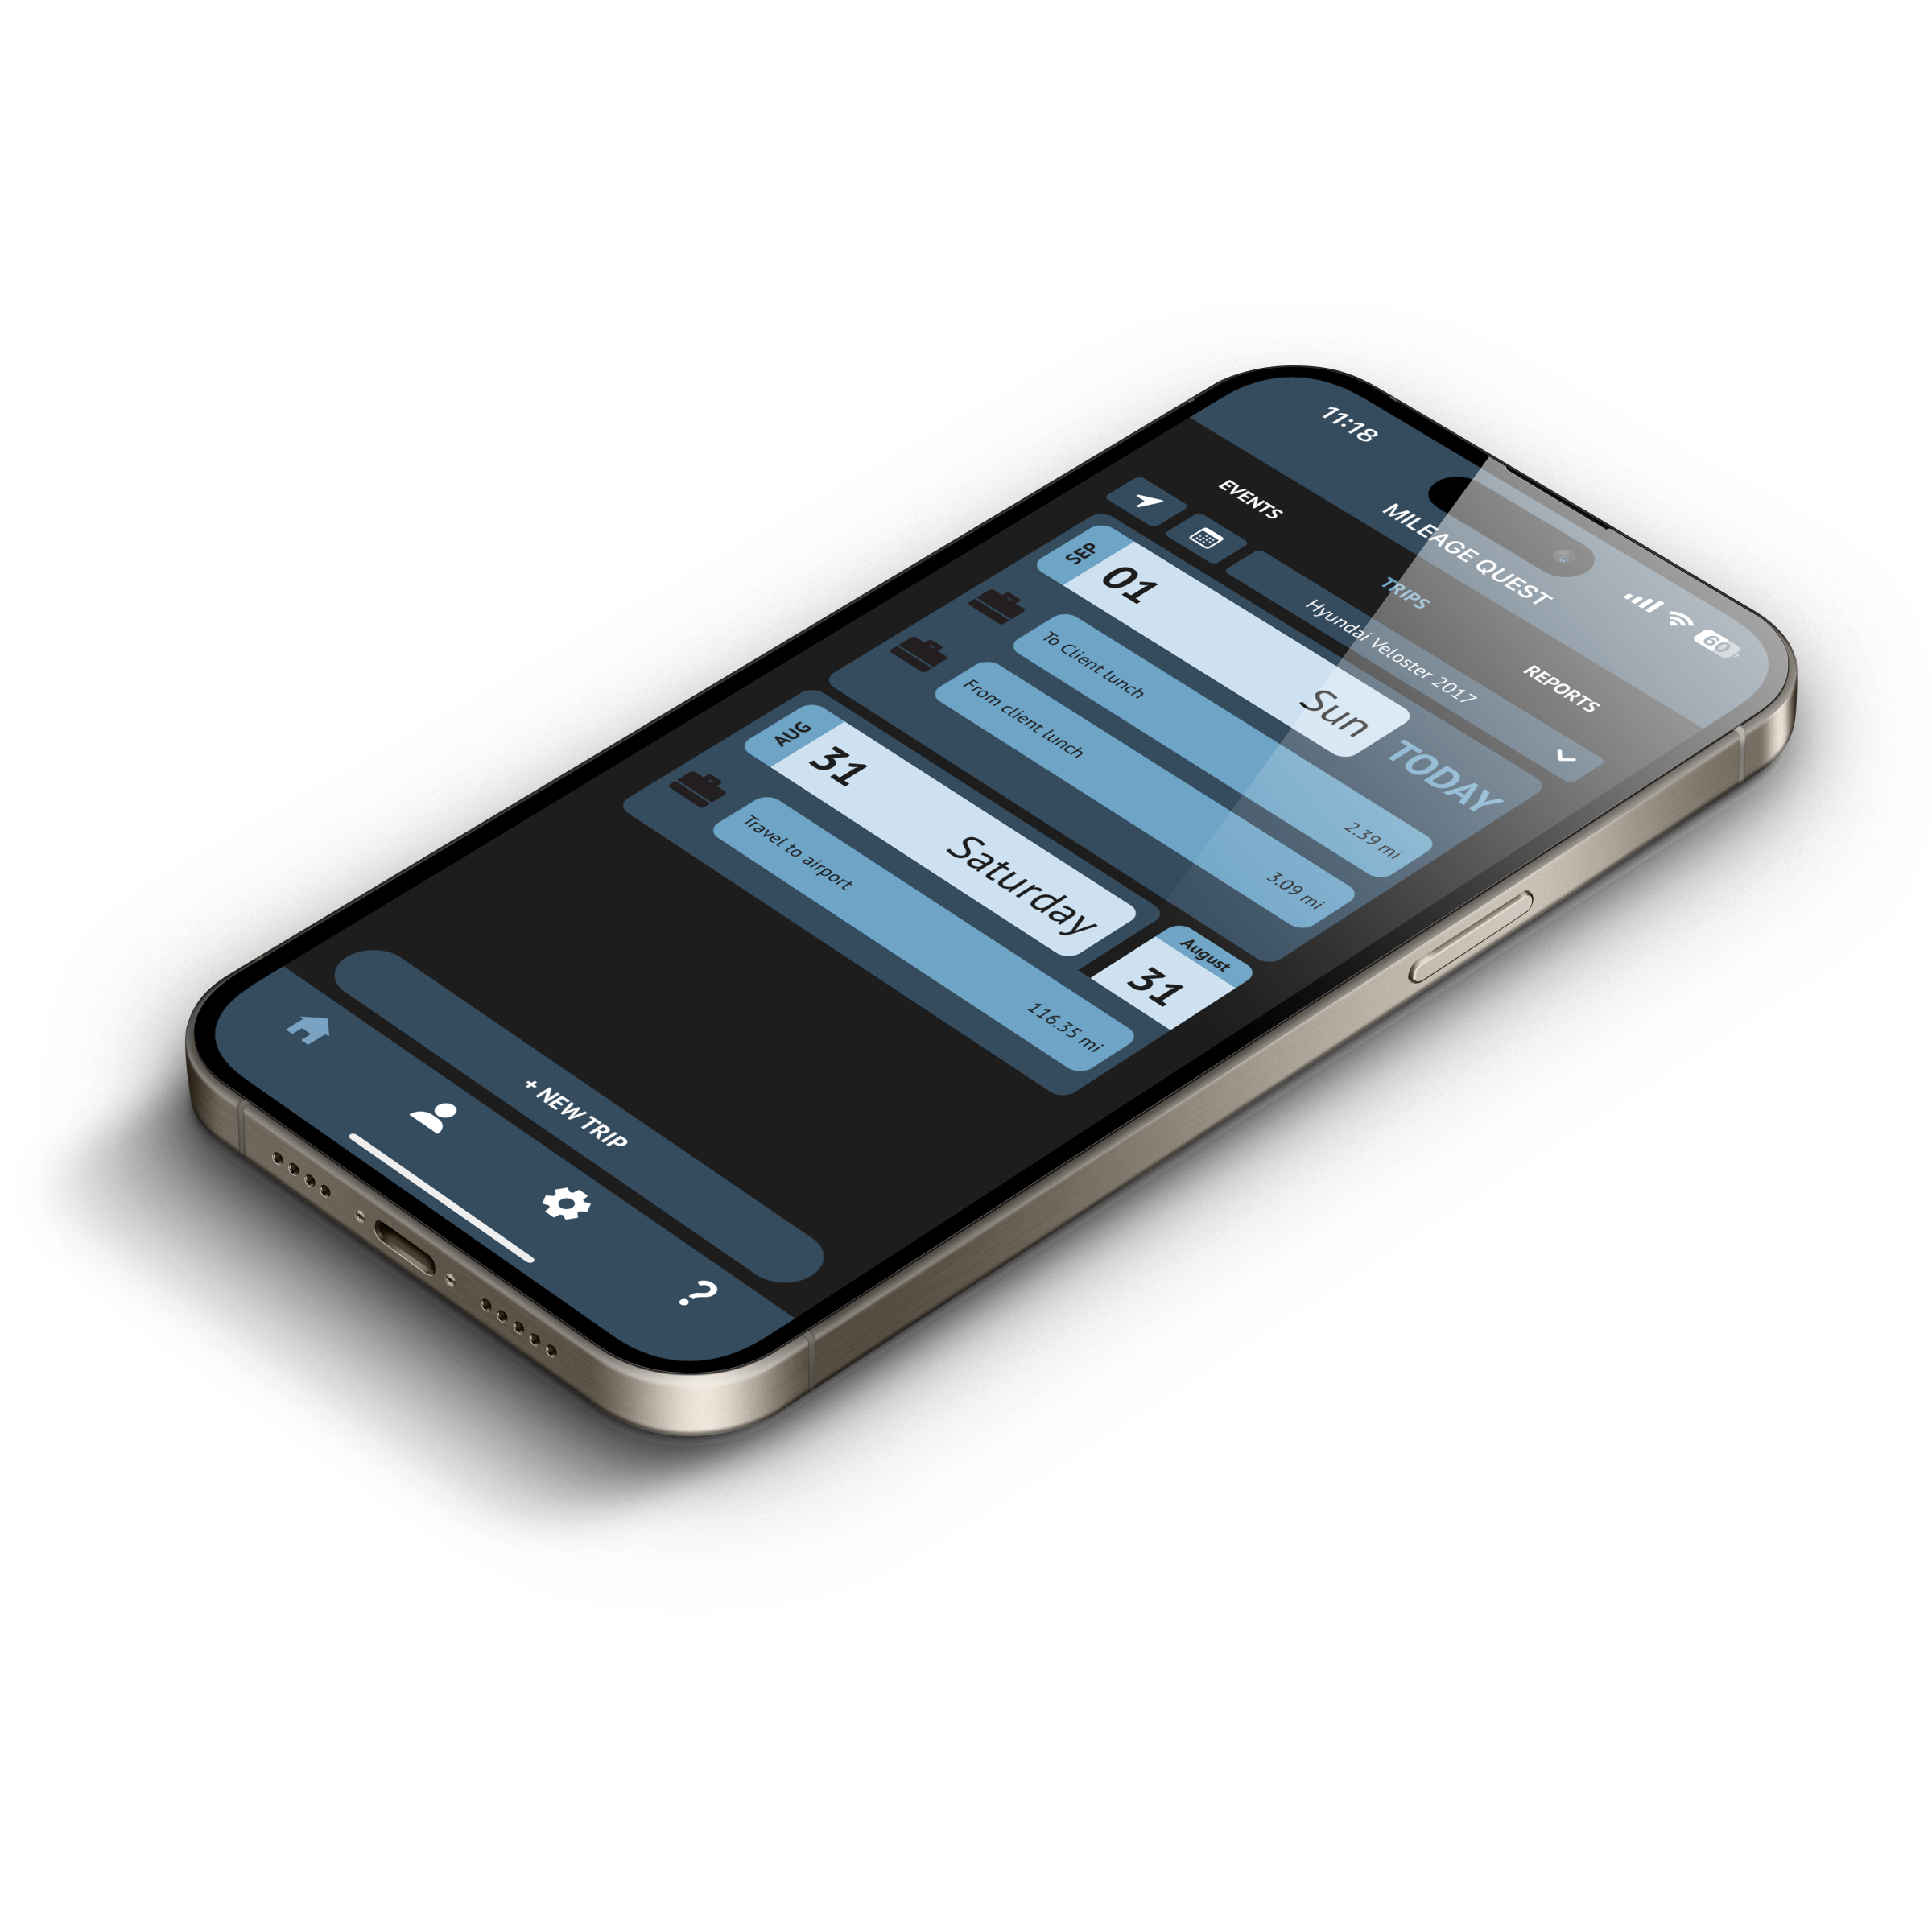 11:18
60
MILEAGE QUEST
EVENTS
TRIPS
REPORTS
Hyundai Veloster 2017
SEP
01
Sun
TODAY
To Client lunch
2.39 mi
From client lunch
3.09 mi
AUG
31
Saturday
August
31
Travel to airport
116.35 mi
+ NEW TRIP
?